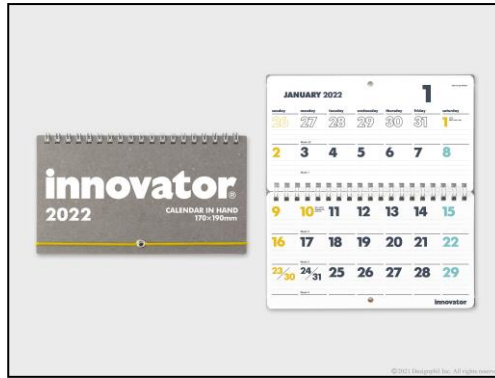 innovator®
2022
CALENDAR IN HAND
170×190mm
JANUARY 2022
1
sunday monday tuesday wednesday thursday friday saturday
26 27 28 29 30 31 1
2 3 4 5 6 7 8
9 10 11 12 13 14 15
16 17 18 19 20 21 22
23/30 24/31 25 26 27 28 29
innovator
©2021 Designphil Inc. All rights reserved.